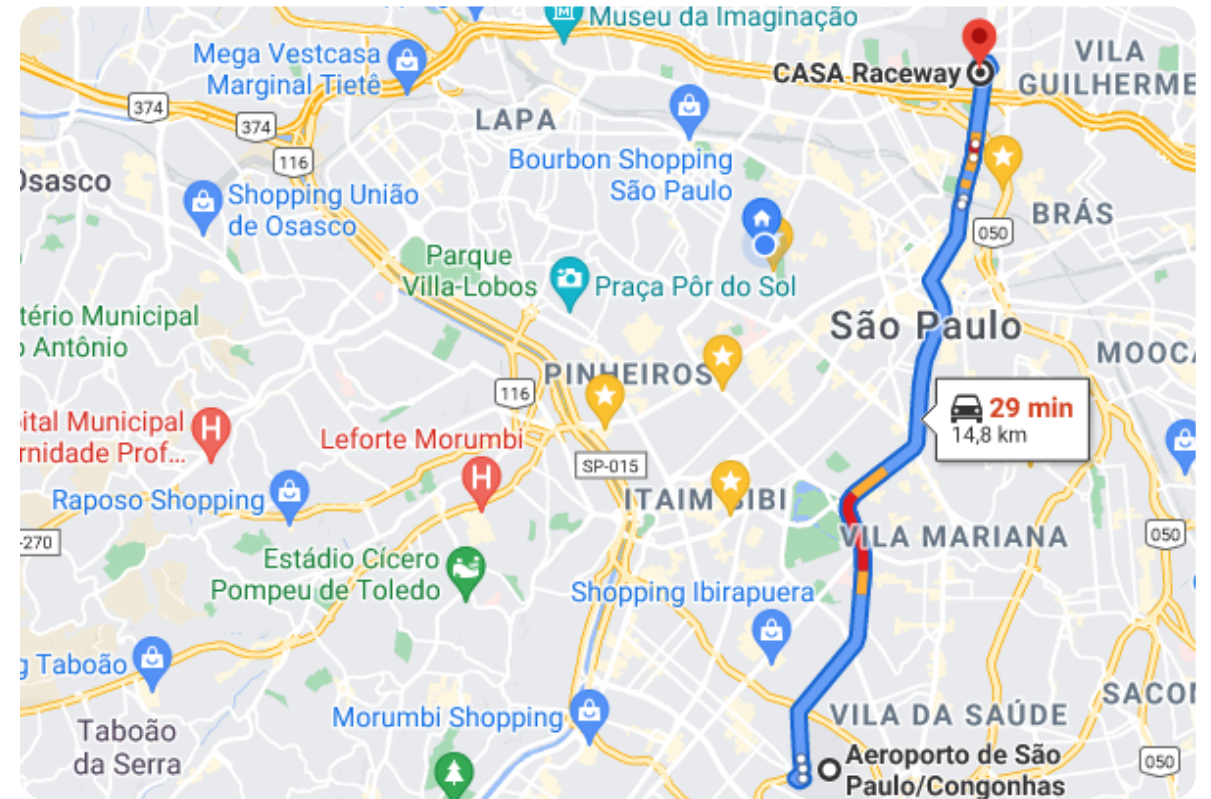 Museu da Imaginação
Mega Vestcasa
Marginal Tietê
CASA Raceway
VILA
GUILHERME
374
374
LAPA
116
Bourbon Shopping
São Paulo
Osasco
Shopping União
de Osasco
BRÁS
050
Parque
Villa-Lobos
Praça Pôr do Sol
tério Municipal
Antônio
São Paulo
MOOC
PINHEIROS
116
29 min
14,8 km
ital Municipal
rnidade Prof...
H
Leforte Morumbi
H
SP-015
Raposo Shopping
ITAIM BIBI
-270
VILA MARIANA
050
Estádio Cícero
Pompeu de Toledo
Shopping Ibirapuera
g Taboão
SACO
Morumbi Shopping
VILA DA SAÚDE
Taboão
da Serra
Aeroporto de São
Paulo/Congonhas
050